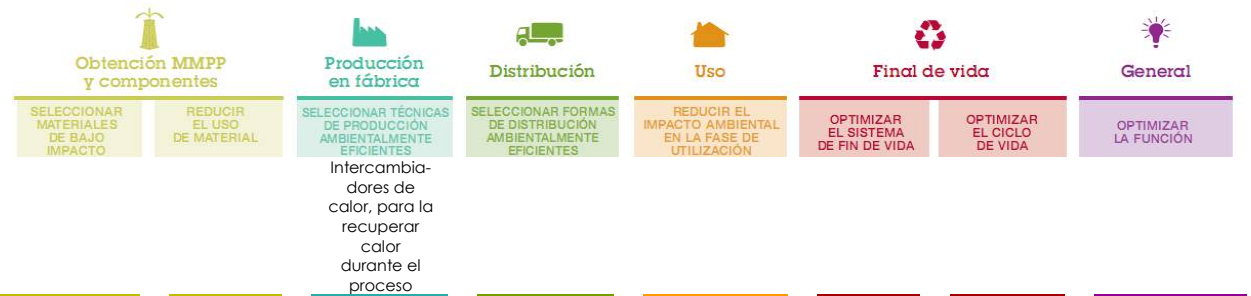 Obtención MMPP
y componentes
Producción
en fábrica
Distribución
Uso
Final de vida
General
SELECCIONAR
MATERIALES
DE BAJO
IMPACTO
REDUCIR
EL USO
DE MATERIAL
SELECCIONAR TÉCNICAS
DE PRODUCCIÓN
AMBIENTALMENTE
EFICIENTES
SELECCIONAR FORMAS
DE DISTRIBUCIÓN
AMBIENTALMENTE
EFICIENTES
REDUCIR EL
IMPACTO AMBIENTAL
EN LA FASE DE
UTILIZACIÓN
OPTIMIZAR
EL SISTEMA
DE FIN DE VIDA
OPTIMIZAR
EL CICLO
DE VIDA
OPTIMIZAR
LA FUNCIÓN
Intercambia-
dores de
calor, para la
recuperar
calor
durante el
proceso